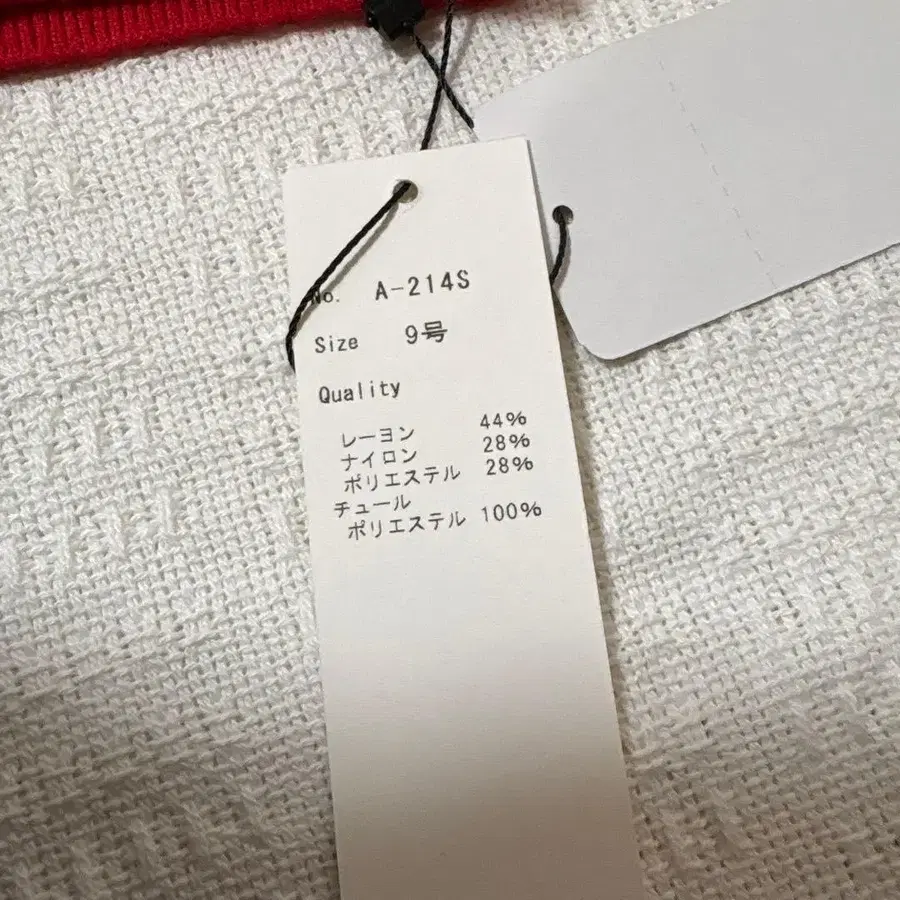 No. A-214S
Size 9号
Quality
レーヨン 44%
ナイロン 28%
ポリエステル 28%
チュール
ポリエステル 100%